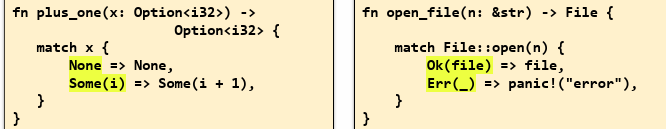 fn plus_one(x: Option<i32>) ->
                    Option<i32> {
   match x {
       None => None,
       Some(i) => Some(i + 1),
   }
}
fn open_file(n: &str) -> File {

    match File::open(n) {
        Ok(file) => file,
        Err(_) => panic!("error"),
    }
}